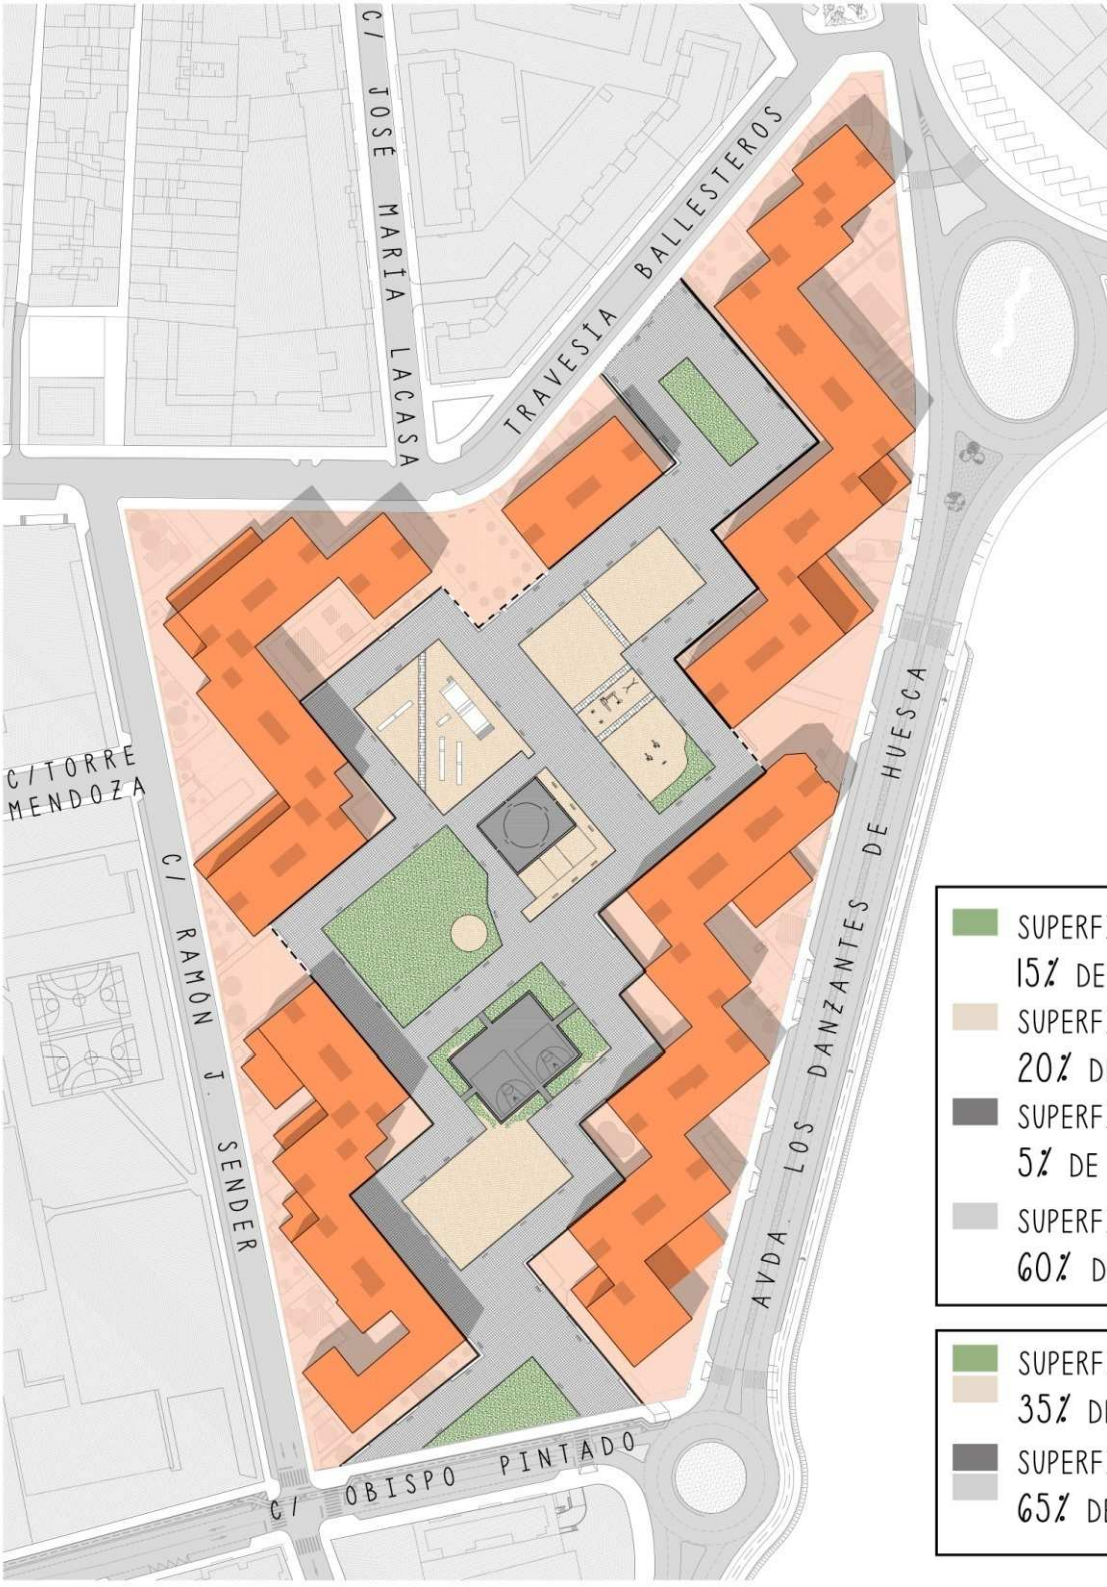 C/ JOSÉ MARÍA LACASA
TRAVESÍA BALLESTEROS
C/TORRE
MENDOZA
C/ RAMÓN J. SENDER
AVDA. LOS DANZANTES DE HUESCA
C/ OBISPO PINTADO
SUPERF
15% DE
SUPERF
20% D
SUPERF
5% DE
SUPERF
60% D
SUPERF
35% D
SUPERF
65% DE